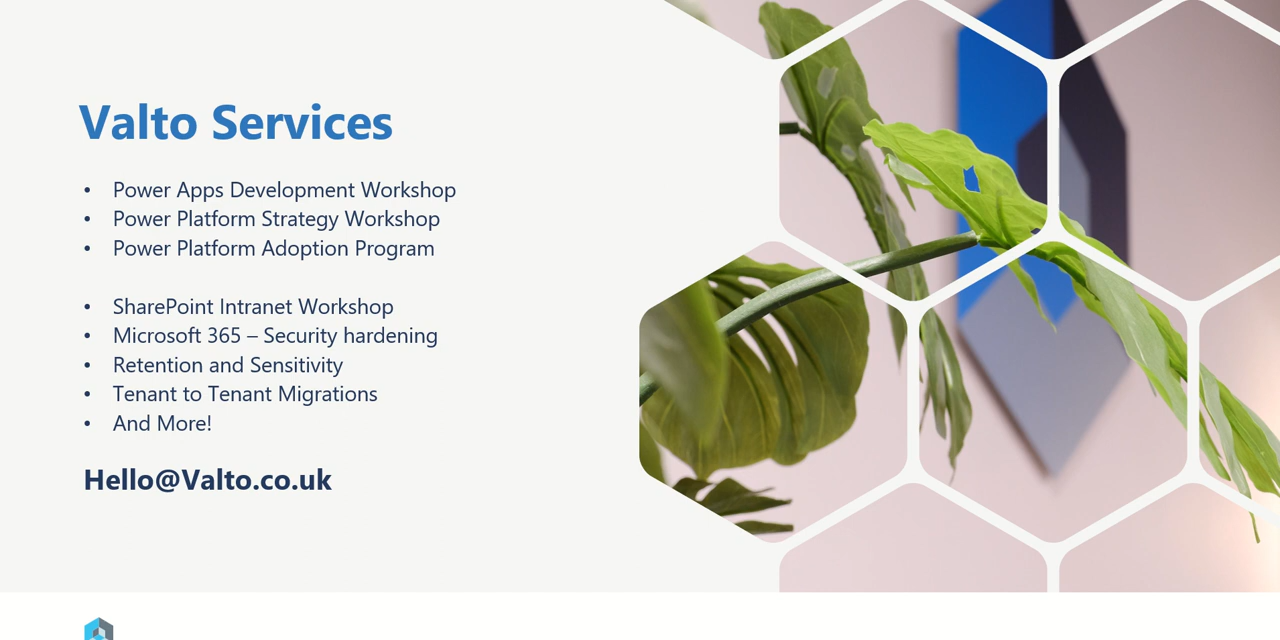 Valto Services
• Power Apps Development Workshop
• Power Platform Strategy Workshop
• Power Platform Adoption Program
• SharePoint Intranet Workshop
• Microsoft 365 – Security hardening
• Retention and Sensitivity
• Tenant to Tenant Migrations
• And More!
Hello@Valto.co.uk